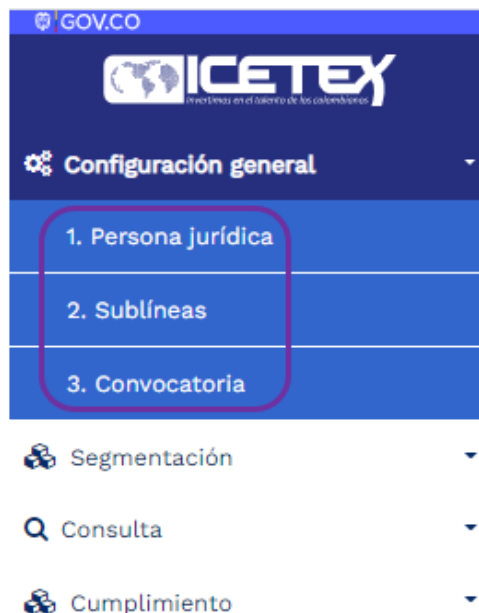 GOV.CO
ICETEX
Invertimos en el talento de los colombianos
Configuración general
1. Persona jurídica
2. Sublíneas
3. Convocatoria
Segmentación
Consulta
Cumplimiento